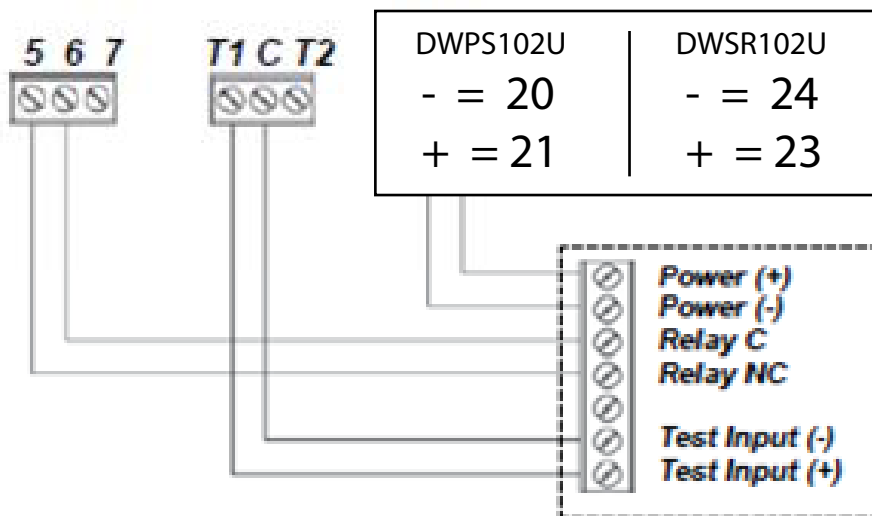 5 6 7
T1 C T2
DWPS102U
- = 20
+ = 21
DWSR102U
- = 24
+ = 23
Power (+)
Power (-)
Relay C
Relay NC
Test Input (-)
Test Input (+)